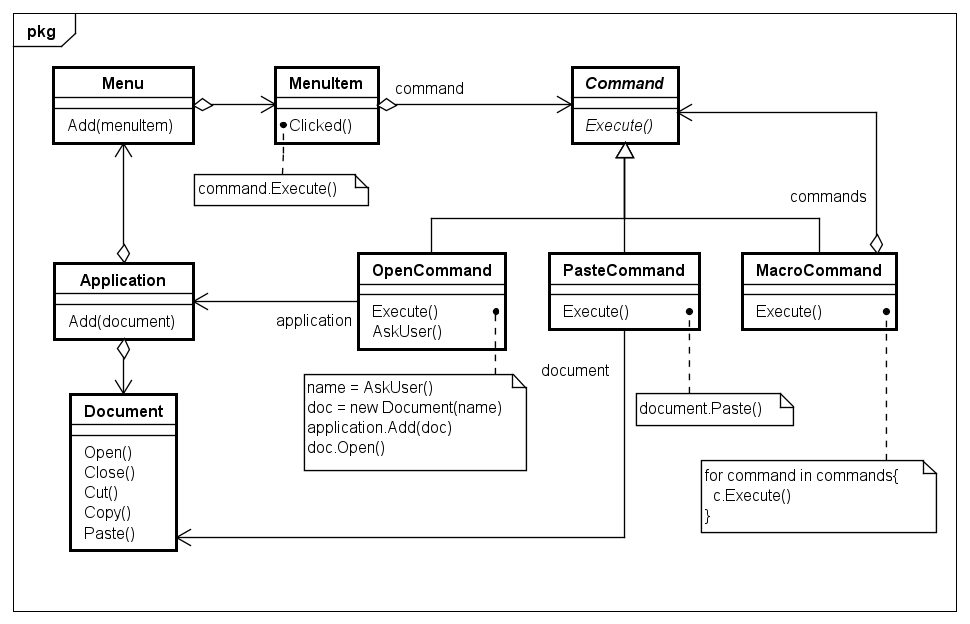 pkg
Menu
Add(menuItem)
MenuItem
Clicked()
command
Command
Execute()
command.Execute()
commands
Application
Add(document)
application
OpenCommand
Execute()
AskUser()
PasteCommand
Execute()
MacroCommand
Execute()
document
name = AskUser()
doc = new Document(name)
application.Add(doc)
doc.Open()
document.Paste()
for command in commands{
c.Execute()
}
Document
Open()
Close()
Cut()
Copy()
Paste()